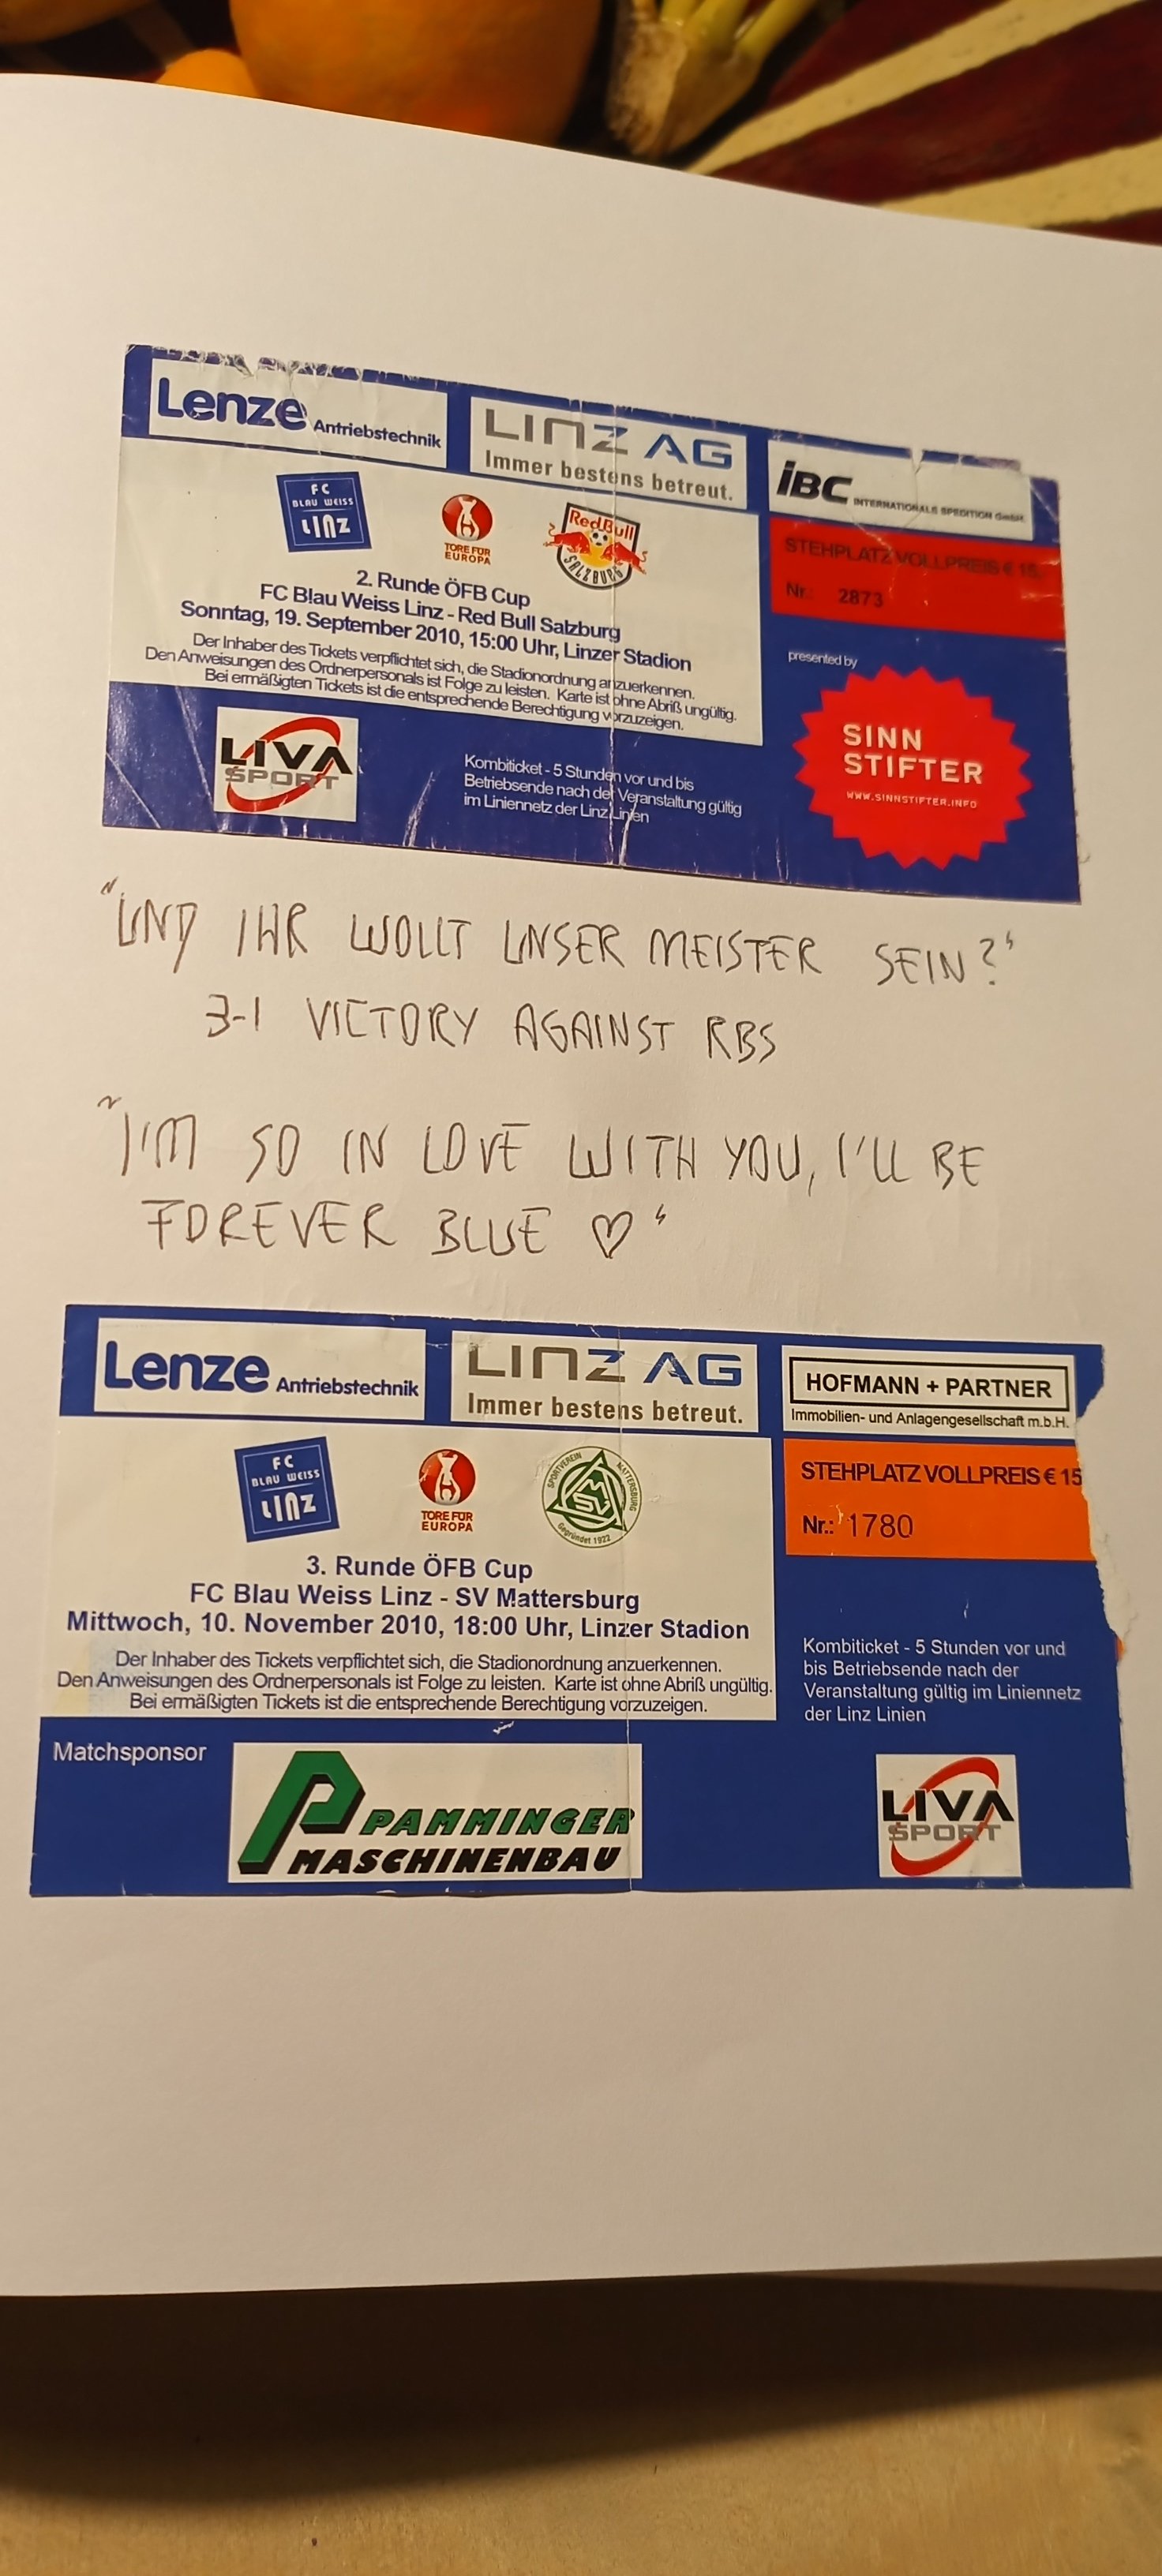 Lenze Antriebstechnik
LINZ AG
Immer bestens betreut.
IBC INTERNATIONALE SPEDITION GmbH
FC
BLAU WEISS
LINZ
TORE FÜR
EUROPA
Red Bull
SALZBURG
2. Runde ÖFB Cup
FC Blau Weiss Linz - Red Bull Salzburg
Sonntag, 19. September 2010, 15:00 Uhr, Linzer Stadion
Der Inhaber des Tickets verpflichtet sich, die Stadionordnung anzuerkennen.
Den Anweisungen des Ordnerpersonals ist Folge zu leisten. Karte ist ohne Abriß ungültig.
Bei ermäßigten Tickets ist die entsprechende Berechtigung vorzuzeigen.
STEHPLATZ VOLLPREIS € 15,
Nr.: 2873
presented by
SINN
STIFTER
WWW.SINNSTIFTER.INFO
LIVA
SPORT
Kombiticket - 5 Stunden vor und bis
Betriebsende nach der Veranstaltung gültig
im Liniennetz der Linz Linien
"UND IHR WOLLT UNSER MEISTER SEIN?"
3-1 VICTORY AGAINST RBS
"I'M SO IN LOVE WITH YOU, I'LL BE
FOREVER BLUE ♡"
Lenze Antriebstechnik
LINZ AG
Immer bestens betreut.
HOFMANN + PARTNER
Immobilien- und Anlagengesellschaft m.b.H.
FC
BLAU WEISS
LINZ
TORE FÜR
EUROPA
SPORTVEREIN MATTERSBURG
SVM
Gegründet 1922
3. Runde ÖFB Cup
FC Blau Weiss Linz - SV Mattersburg
Mittwoch, 10. November 2010, 18:00 Uhr, Linzer Stadion
Der Inhaber des Tickets verpflichtet sich, die Stadionordnung anzuerkennen.
Den Anweisungen des Ordnerpersonals ist Folge zu leisten. Karte ist ohne Abriß ungültig.
Bei ermäßigten Tickets ist die entsprechende Berechtigung vorzuzeigen.
STEHPLATZ VOLLPREIS € 15
Nr.: 1780
Kombiticket - 5 Stunden vor und
bis Betriebsende nach der
Veranstaltung gültig im Liniennetz
der Linz Linien
Matchsponsor
PAMMINGER
MASCHINENBAU
LIVA
SPORT